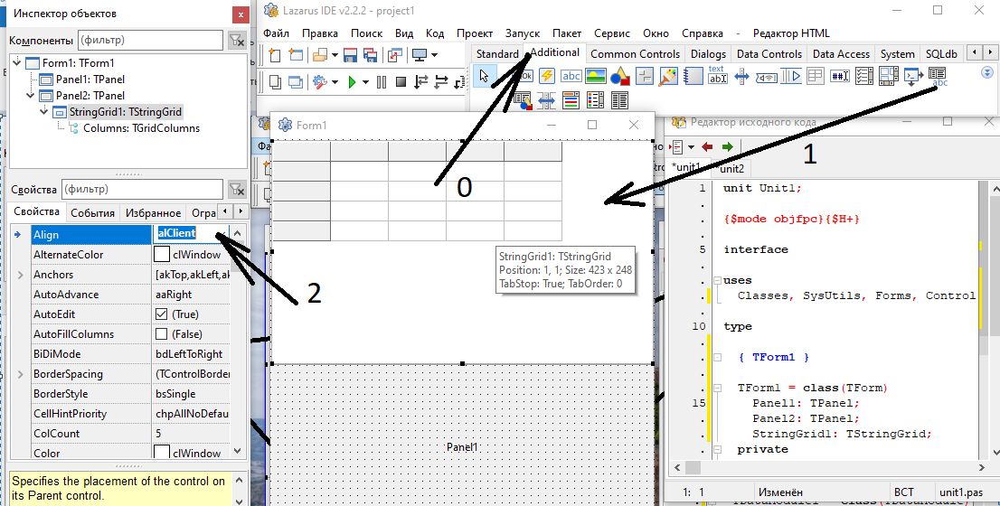 Инспектор объектов
Компоненты (фильтр)
Form1: TForm1
Panel1: TPanel
Panel2: TPanel
StringGrid1: TStringGrid
Columns: TGridColumns
Свойства (фильтр)
Свойства События Избранное Огра
Align alClient
AlternateColor clWindow
Anchors [akTop,akLeft,ak
AutoAdvance aaRight
AutoEdit (True)
AutoFillColumns (False)
BiDiMode bdLeftToRight
BorderSpacing (TControlBorder
BorderStyle bsSingle
CellHintPriority chpAllNoDefau
ColCount 5
Color clWindow
Specifies the placement of the control on
its Parent control.
Lazarus IDE v2.2.2 - project1
Файл Правка Поиск Вид Код Проект Запуск Пакет Сервис Окно Справка - Редактор HTML
Standard Additional Common Controls Dialogs Data Controls Data Access System SQLdb
Form1
0
1
2
StringGrid1: TStringGrid
Position: 1, 1; Size: 423 x 248
TabStop: True; TabOrder: 0
Panel1
Редактор исходного кода
*unit1 *unit2
1 unit Unit1;
{$mode objfpc}{$H+}
5 interface
uses
Classes, SysUtils, Forms, Control
10 type
{ TForm1 }
TForm1 = class(TForm)
15 Panel1: TPanel;
Panel2: TPanel;
StringGrid1: TStringGrid;
private
1: 1 Изменён ВСТ unit1.pas